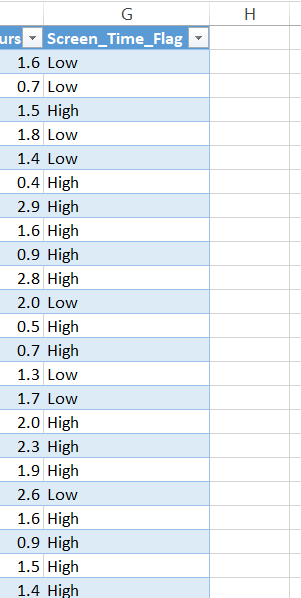 G H
urs Screen_Time_Flag
1.6 Low
0.7 Low
1.5 High
1.8 Low
1.4 Low
0.4 High
2.9 High
1.6 High
0.9 High
2.8 High
2.0 Low
0.5 High
0.7 High
1.3 Low
1.7 Low
2.0 High
2.3 High
1.9 High
2.6 Low
1.6 High
0.9 High
1.5 High
1.4 High